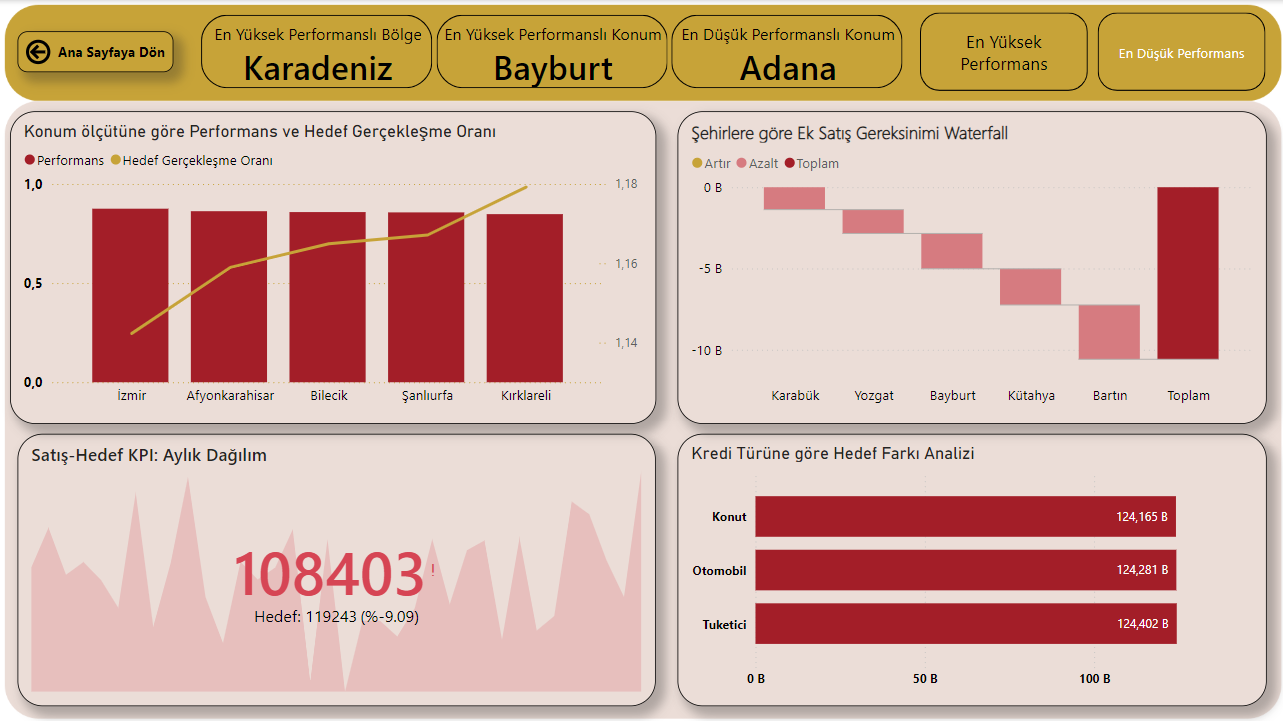 Ana Sayfaya Dön
En Yüksek Performanslı Bölge
Karadeniz
En Yüksek Performanslı Konum
Bayburt
En Düşük Performanslı Konum
Adana
En Yüksek
Performans
En Düşük Performans
Konum ölçütüne göre Performans ve Hedef Gerçekleşme Oranı
Performans Hedef Gerçekleşme Oranı
1,0
0,5
0,0
1,18
1,16
1,14
İzmir Afyonkarahisar Bilecik Şanlıurfa Kırklareli
Şehirlere göre Ek Satış Gereksinimi Waterfall
Artır Azalt Toplam
0 B
-5 B
-10 B
Karabük Yozgat Bayburt Kütahya Bartın Toplam
Satış-Hedef KPI: Aylık Dağılım
108403!
Hedef: 119243 (%-9.09)
Kredi Türüne göre Hedef Farkı Analizi
Konut 124,165 B
Otomobil 124,281 B
Tuketici 124,402 B
0 B 50 B 100 B